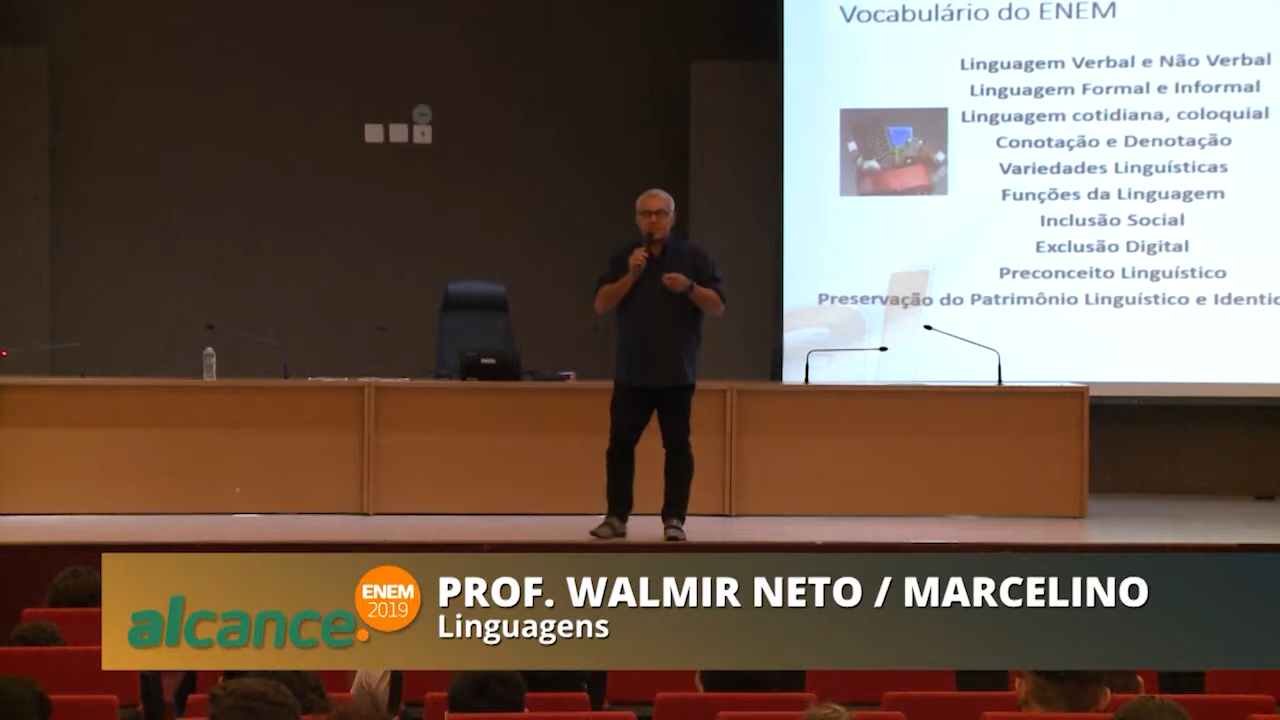 Vocabulário do ENEM
Linguagem Verbal e Não Verbal
Linguagem Formal e Informal
Linguagem cotidiana, coloquial
Conotação e Denotação
Variedades Linguísticas
Funções da Linguagem
Inclusão Social
Exclusão Digital
Preconceito Linguístico
Preservação do Patrimônio Linguístico e Identi
alcance.
ENEM
2019
PROF. WALMIR NETO / MARCELINO
Linguagens